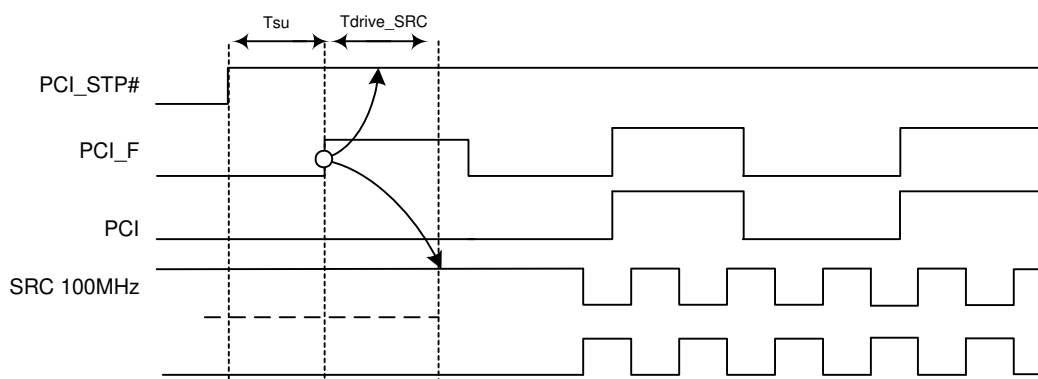 Tsu
Tdrive_SRC
PCI_STP#
PCI_F
PCI
SRC 100MHz